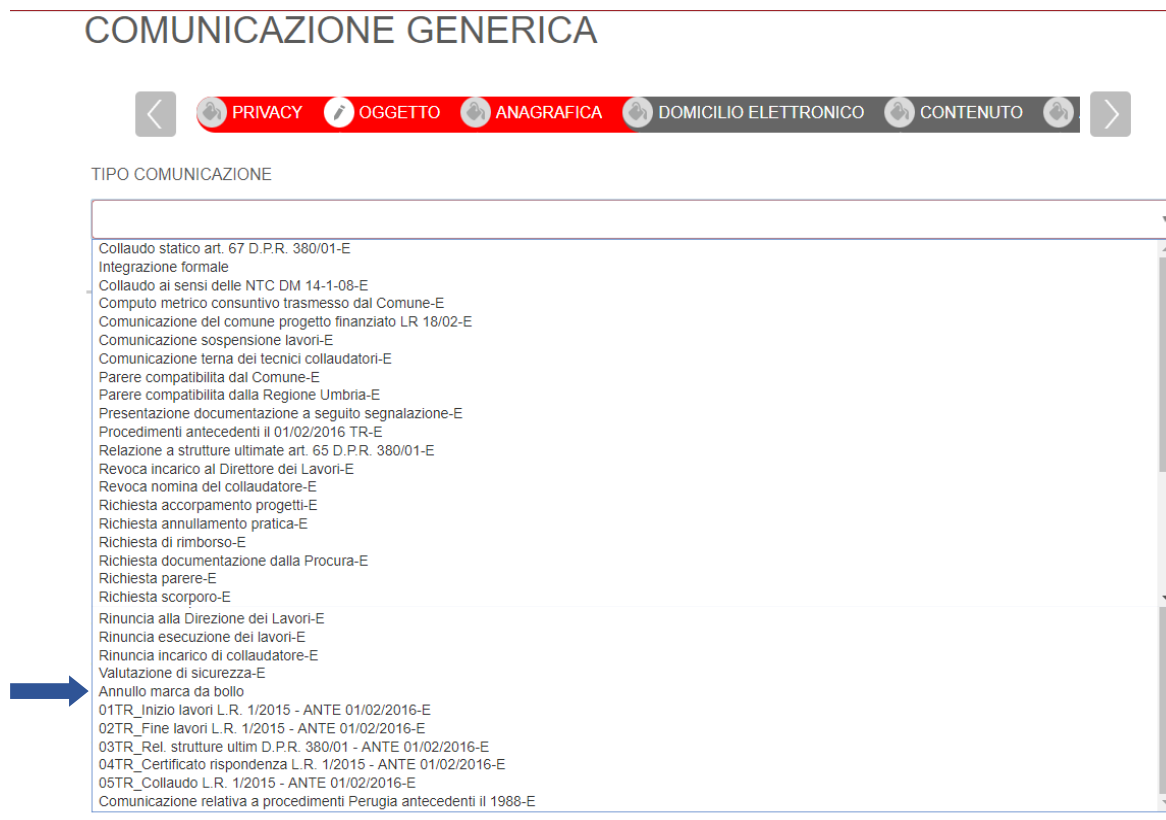 COMUNICAZIONE GENERICA
PRIVACY OGGETTO ANAGRAFICA DOMICILIO ELETTRONICO CONTENUTO
TIPO COMUNICAZIONE
Collaudo statico art. 67 D.P.R. 380/01-E
Integrazione formale
Collaudo ai sensi delle NTC DM 14-1-08-E
Computo metrico consuntivo trasmesso dal Comune-E
Comunicazione del comune progetto finanziato LR 18/02-E
Comunicazione sospensione lavori-E
Comunicazione terna dei tecnici collaudatori-E
Parere compatibilita dal Comune-E
Parere compatibilita dalla Regione Umbria-E
Presentazione documentazione a seguito segnalazione-E
Procedimenti antecedenti il 01/02/2016 TR-E
Relazione a strutture ultimate art. 65 D.P.R. 380/01-E
Revoca incarico al Direttore dei Lavori-E
Revoca nomina del collaudatore-E
Richiesta accorpamento progetti-E
Richiesta annullamento pratica-E
Richiesta di rimborso-E
Richiesta documentazione dalla Procura-E
Richiesta parere-E
Richiesta scorporo-E
Rinuncia alla Direzione dei Lavori-E
Rinuncia esecuzione dei lavori-E
Rinuncia incarico di collaudatore-E
Valutazione di sicurezza-E
Annullo marca da bollo
01TR_Inizio lavori L.R. 1/2015 - ANTE 01/02/2016-E
02TR_Fine lavori L.R. 1/2015 - ANTE 01/02/2016-E
03TR_Rel. strutture ultim D.P.R. 380/01 - ANTE 01/02/2016-E
04TR_Certificato rispondenza L.R. 1/2015 - ANTE 01/02/2016-E
05TR_Collaudo L.R. 1/2015 - ANTE 01/02/2016-E
Comunicazione relativa a procedimenti Perugia antecedenti il 1988-E